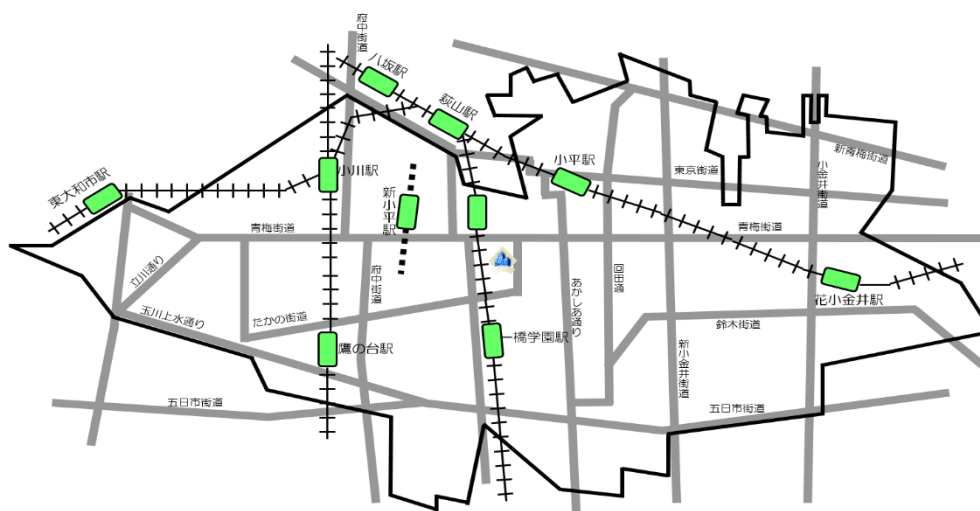 府中街道
八坂駅
萩山駅
新青梅街道
小平駅
東京街道
小金井街道
小川駅
東大和市駅
新小平駅
青梅街道
青梅街道
立川通り
府中街道
あかしあ通り
回田通
花小金井駅
玉川上水通り
たかの街道
鈴木街道
橋学園駅
鷹の台駅
新小金井街道
五日市街道
五日市街道